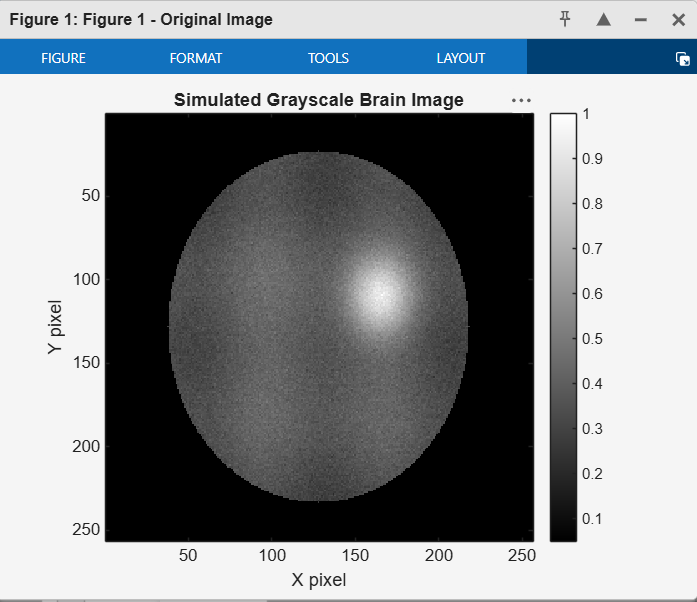 Figure 1: Figure 1 - Original Image
FIGURE FORMAT TOOLS LAYOUT
Simulated Grayscale Brain Image
1
0.9
0.8
0.7
0.6
0.5
0.4
0.3
0.2
0.1
Y pixel
50
100
150
200
250
50 100 150 200 250
X pixel